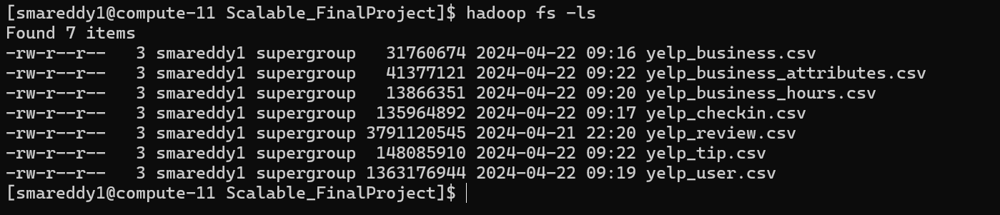 [smareddy1@compute-11 Scalable_FinalProject]$ hadoop fs -ls
Found 7 items
-rw-r--r--   3 smareddy1 supergroup   31760674 2024-04-22 09:16 yelp_business.csv
-rw-r--r--   3 smareddy1 supergroup   41377121 2024-04-22 09:22 yelp_business_attributes.csv
-rw-r--r--   3 smareddy1 supergroup   13866351 2024-04-22 09:20 yelp_business_hours.csv
-rw-r--r--   3 smareddy1 supergroup  135964892 2024-04-22 09:17 yelp_checkin.csv
-rw-r--r--   3 smareddy1 supergroup 3791120545 2024-04-21 22:20 yelp_review.csv
-rw-r--r--   3 smareddy1 supergroup  148085910 2024-04-22 09:22 yelp_tip.csv
-rw-r--r--   3 smareddy1 supergroup 1363176944 2024-04-22 09:19 yelp_user.csv
[smareddy1@compute-11 Scalable_FinalProject]$